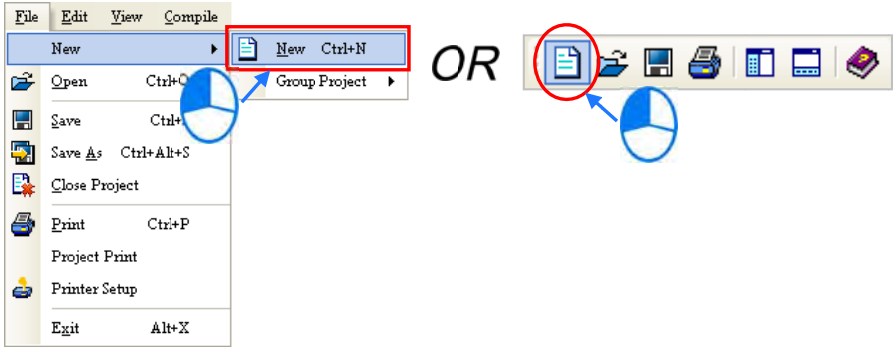 File Edit View Compile
New
New Ctrl+N
OR
Open
Group Project
Save
Save As Ctrl+Alt+S
Close Project
Print Ctrl+P
Project Print
Printer Setup
Exit Alt+X